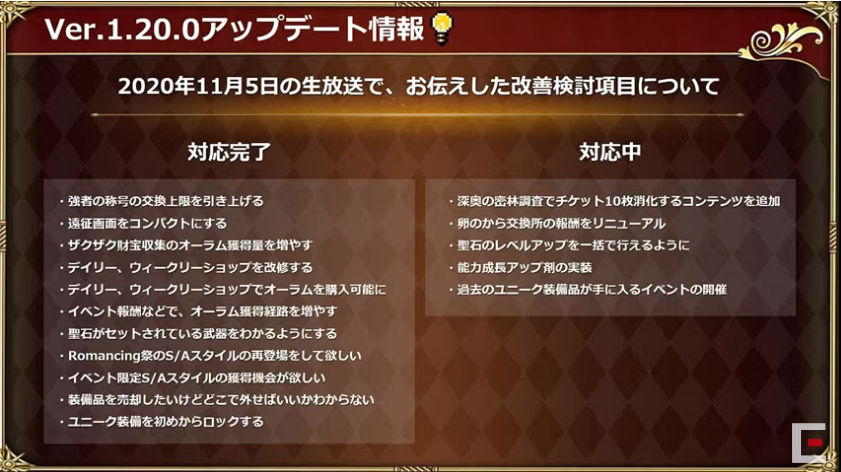 Ver.1.20.0アップデート情報
2020年11月5日の生放送で、お伝えした改善検討項目について
対応完了
・強者の称号の交換上限を引き上げる
・遠征画面をコンパクトにする
・ザクザク財宝収集のオーラム獲得量を増やす
・デイリー、ウィークリーショップを改修する
・デイリー、ウィークリーショップでオーラムを購入可能に
・イベント報酬などで、オーラム獲得経路を増やす
・聖石がセットされている武器をわかるようにする
・Romancing祭のS/Aスタイルの再登場をして欲しい
・イベント限定S/Aスタイルの獲得機会が欲しい
・装備品を売却したいけどどこで外せばいいかわからない
・ユニーク装備を初めからロックする
対応中
・深奥の密林調査でチケット10枚消化するコンテンツを追加
・卵のから交換所の報酬をリニューアル
・聖石のレベルアップを一括で行えるように
・能力成長アップ剤の実装
・過去のユニーク装備品が手に入るイベントの開催